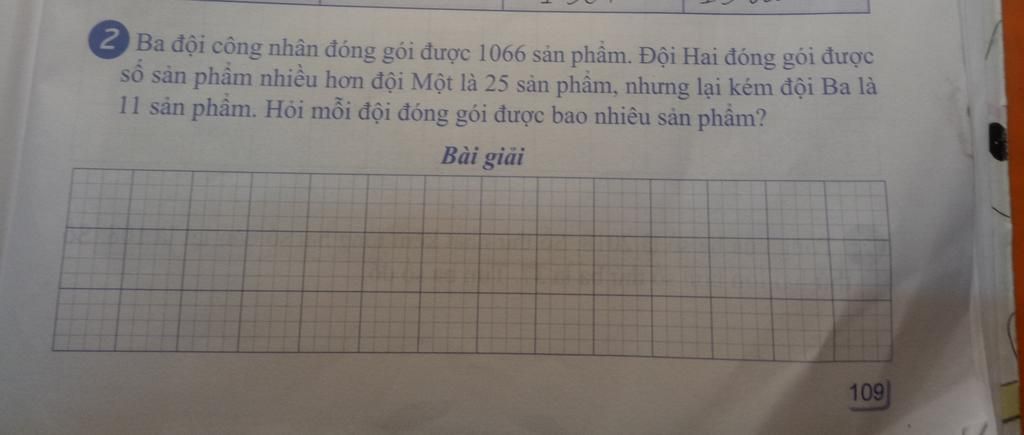 2 Ba đội công nhân đóng gói được 1066 sản phẩm. Đội Hai đóng gói được
số sản phẩm nhiều hơn đội Một là 25 sản phẩm, nhưng lại kém đội Ba là
11 sản phẩm. Hỏi mỗi đội đóng gói được bao nhiêu sản phẩm?
Bài giải
109